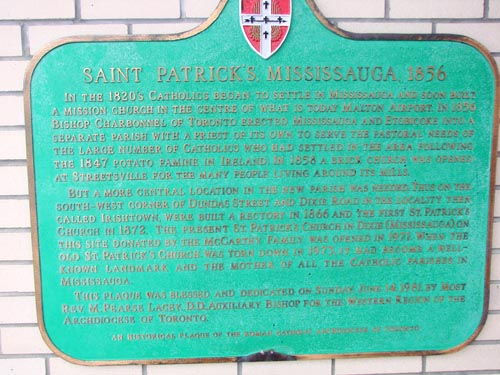 SAINT PATRICK'S, MISSISSAUGA, 1856
IN THE 1820'S CATHOLICS BEGAN TO SETTLE IN MISSISSAUGA AND SOON BUILT
A MISSION CHURCH IN THE CENTRE OF WHAT IS TODAY MALTON AIRPORT. IN 1856
BISHOP CHARBONNEL OF TORONTO ERECTED MISSISSAUGA AND ETOBICOKE INTO A
SEPARATE PARISH WITH A PRIEST OF ITS OWN TO SERVE THE PASTORAL NEEDS OF
THE LARGE NUMBER OF CATHOLICS WHO HAD SETTLED IN THE AREA FOLLOWING
THE 1847 POTATO FAMINE IN IRELAND. IN 1858 A BRICK CHURCH WAS OPENED
AT STREETSVILLE FOR THE MANY PEOPLE LIVING AROUND ITS MILLS.
BUT A MORE CENTRAL LOCATION IN THE NEW PARISH WAS NEEDED. THUS ON THE
SOUTH-WEST CORNER OF DUNDAS STREET AND DIXIE ROAD IN THE LOCALITY THEN
CALLED IRISHTOWN, WERE BUILT A RECTORY IN 1866 AND THE FIRST ST. PATRICK'S
CHURCH IN 1872. THE PRESENT ST. PATRICK'S CHURCH IN DIXIE (MISSISSAUGA) ON
THIS SITE DONATED BY THE MCCARTHY FAMILY WAS OPENED IN 1971. WHEN THE
OLD ST. PATRICK'S CHURCH WAS TORN DOWN IN 1973, IT HAD BECOME A WELL-
KNOWN LANDMARK AND THE MOTHER OF ALL THE CATHOLIC PARISHES IN
MISSISSAUGA.
THIS PLAQUE WAS BLESSED AND DEDICATED ON SUNDAY, JUNE 14, 1981, BY MOST
REV. M. PEARSE LACEY, D.D. AUXILIARY BISHOP FOR THE WESTERN REGION OF THE
ARCHDIOCESE OF TORONTO.
AN HISTORICAL PLAQUE OF THE ROMAN CATHOLIC ARCHDIOCESE OF TORONTO